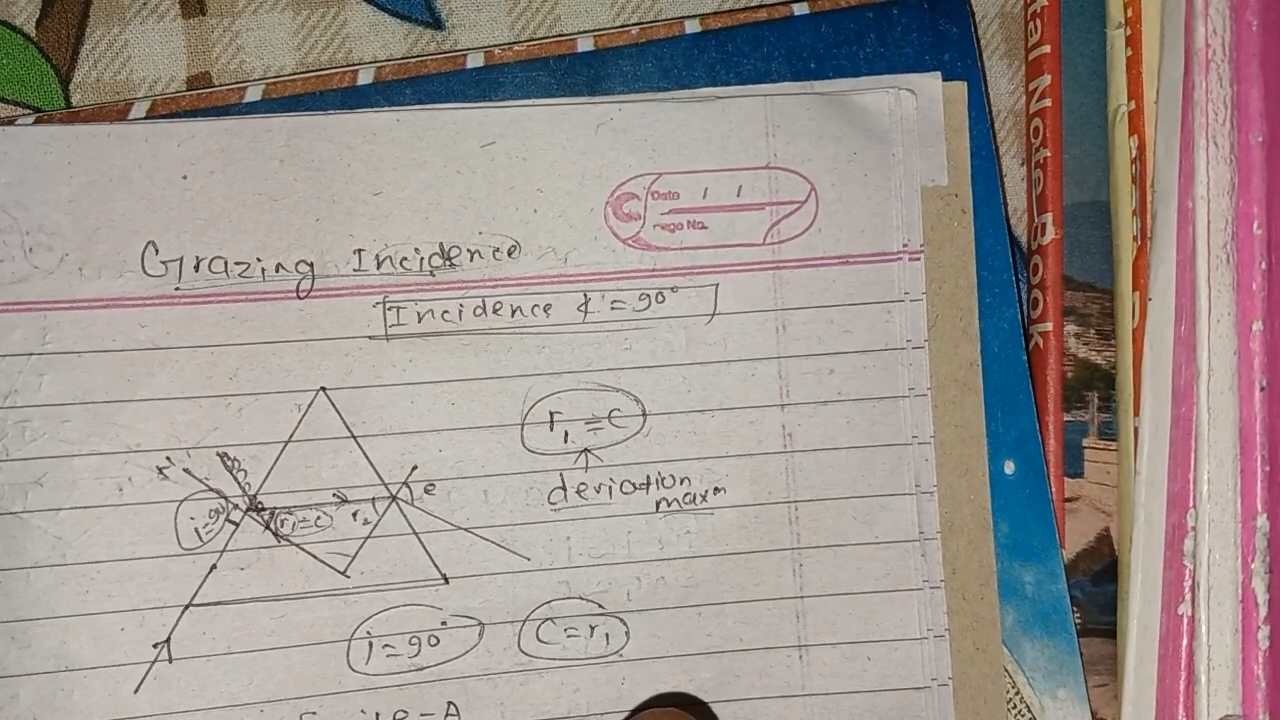 Date / /
Page No.
Grazing Incidence
Incidence ∠ = 90°
r₁ = C
deviation
maxᵐ
i=90
r₁=C
r₂
e
i=90°
C=r₁
tal Note Book